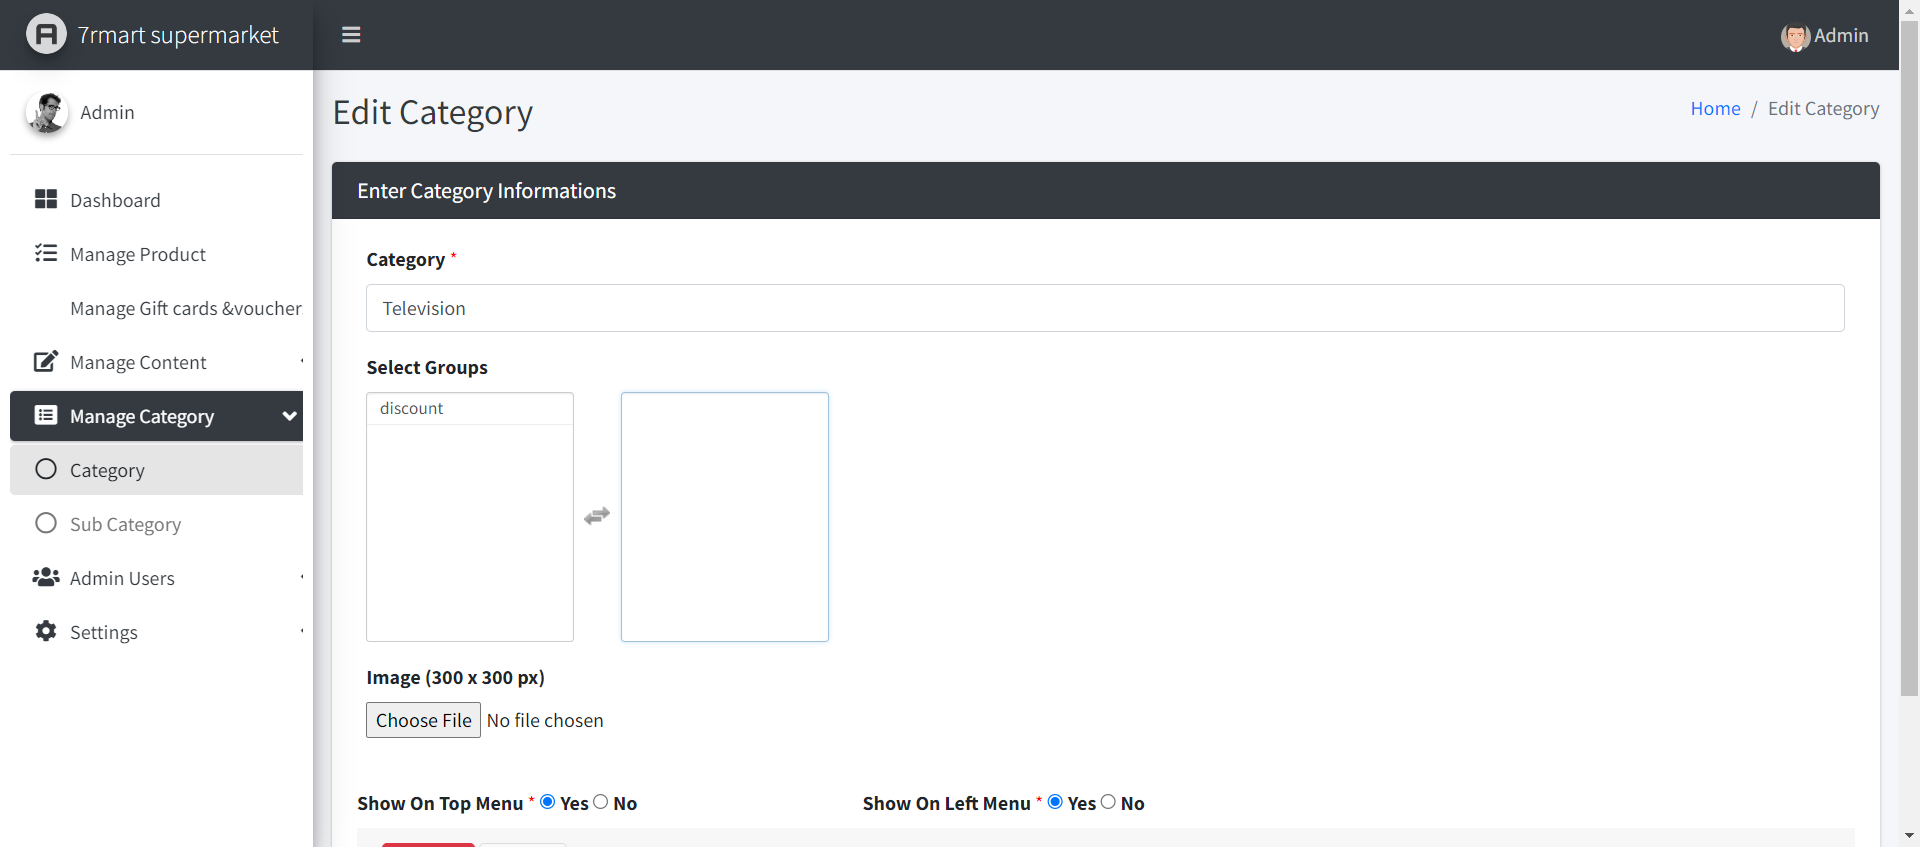 7rmart supermarket
Admin
Admin
Edit Category
Home / Edit Category
Dashboard
Manage Product
Manage Gift cards &voucher
Manage Content
Manage Category
Category
Sub Category
Admin Users
Settings
Enter Category Informations
Category *
Television
Select Groups
discount
Image (300 x 300 px)
Choose File No file chosen
Show On Top Menu * Yes No
Show On Left Menu * Yes No